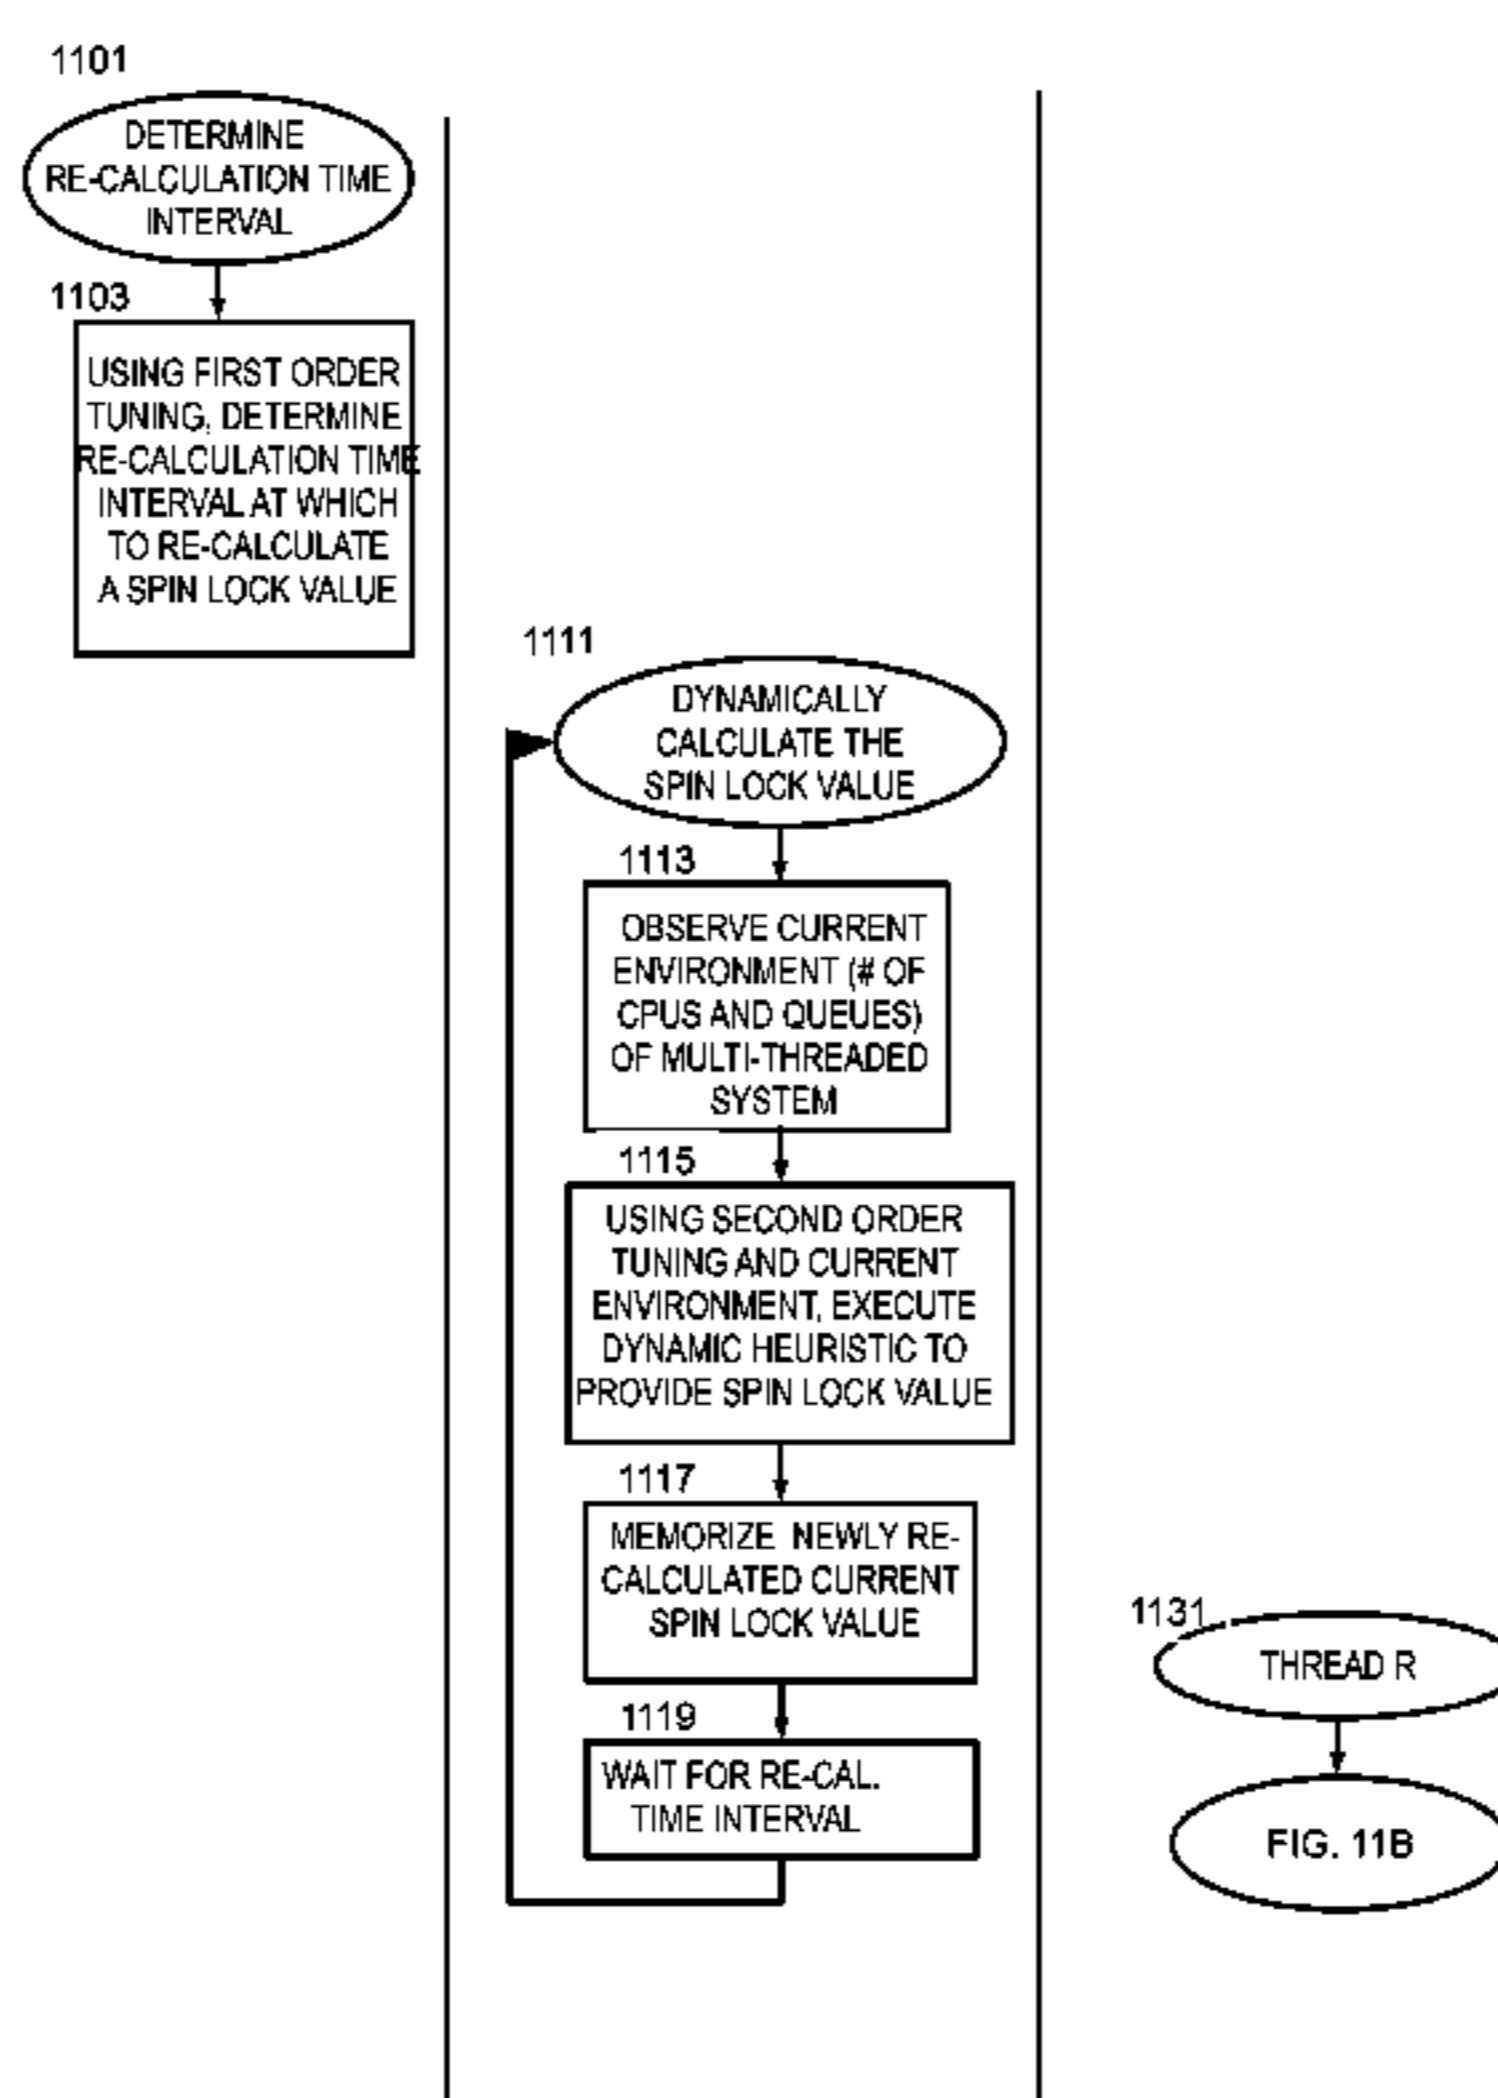 1101
DETERMINE
RE-CALCULATION TIME
INTERVAL
1103
USING FIRST ORDER
TUNING, DETERMINE
RE-CALCULATION TIME
INTERVAL AT WHICH
TO RE-CALCULATE
A SPIN LOCK VALUE
1111
DYNAMICALLY
CALCULATE THE
SPIN LOCK VALUE
1113
OBSERVE CURRENT
ENVIRONMENT (# OF
CPUS AND QUEUES)
OF MULTI-THREADED
SYSTEM
1115
USING SECOND ORDER
TUNING AND CURRENT
ENVIRONMENT, EXECUTE
DYNAMIC HEURISTIC TO
PROVIDE SPIN LOCK VALUE
1117
MEMORIZE NEWLY RE-
CALCULATED CURRENT
SPIN LOCK VALUE
1119
WAIT FOR RE-CAL.
TIME INTERVAL
1131
THREAD R
FIG. 11B